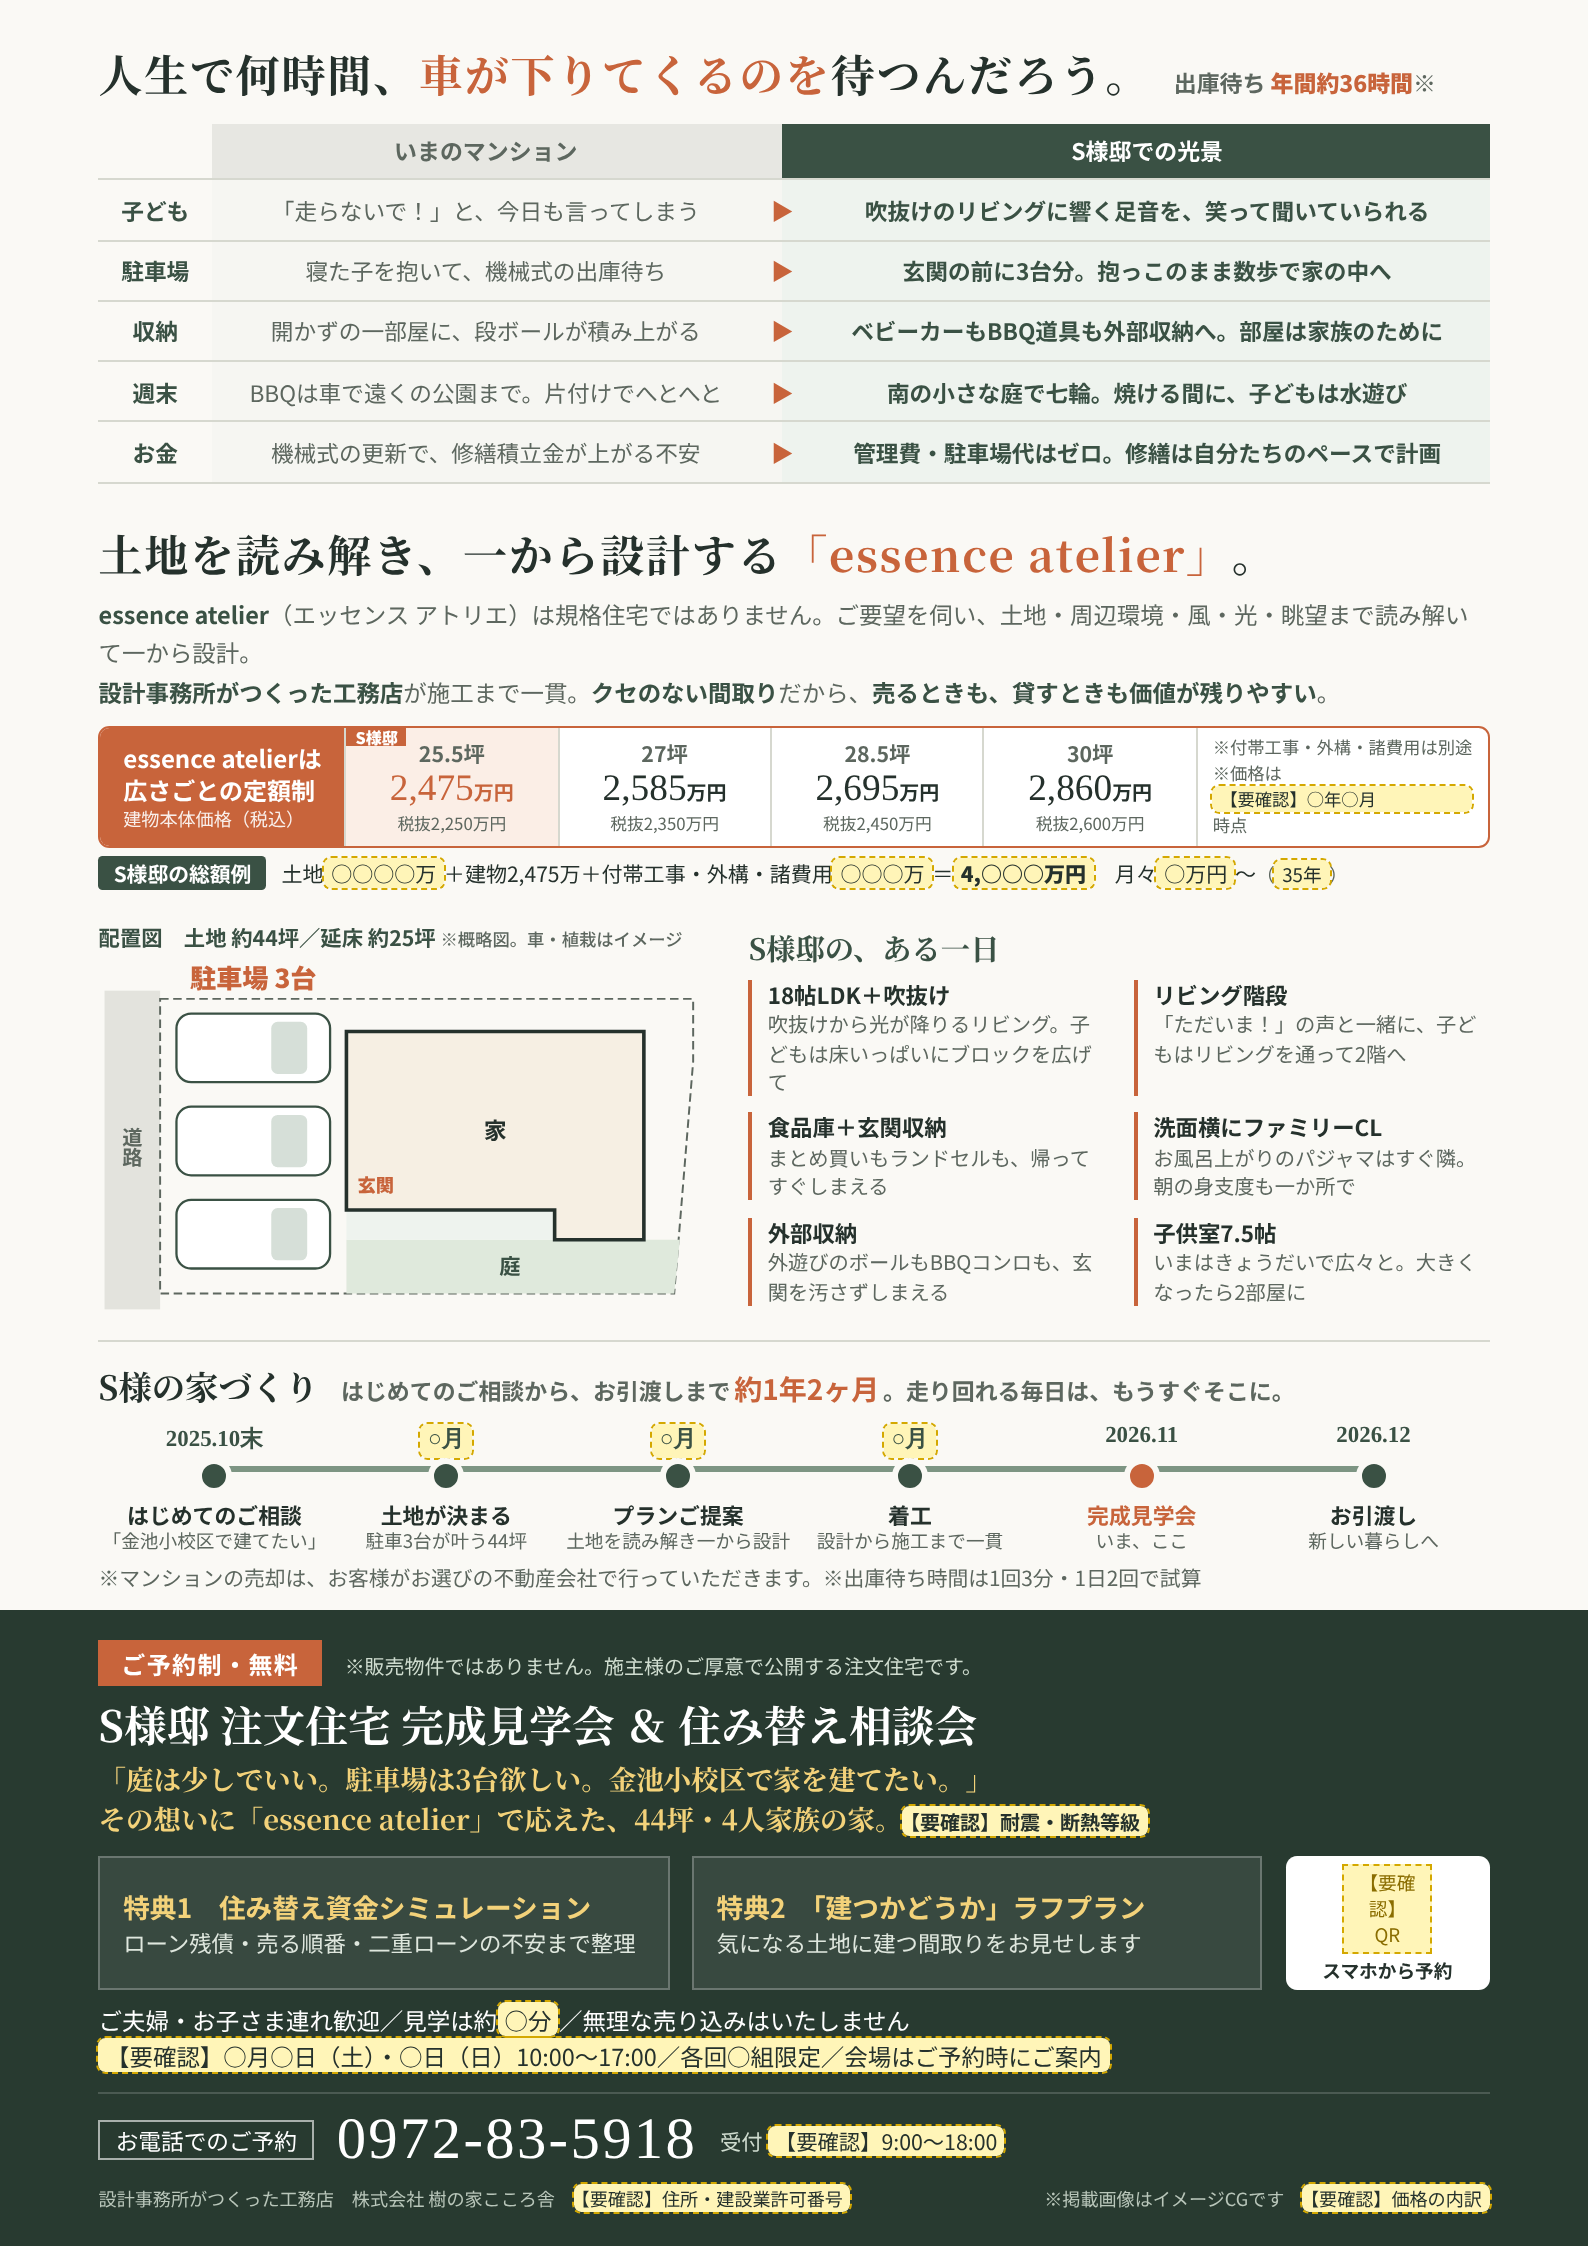 人生で何時間、車が下りてくるのを待つんだろう。 出庫待ち 年間約36時間※
いまのマンション S様邸での光景
子ども 「走らないで！」と、今日も言ってしまう ▶ 吹抜けのリビングに響く足音を、笑って聞いていられる
駐車場 寝た子を抱いて、機械式の出庫待ち ▶ 玄関の前に3台分。抱っこのまま数歩で家の中へ
収納 開かずの一部屋に、段ボールが積み上がる ▶ ベビーカーもBBQ道具も外部収納へ。部屋は家族のために
週末 BBQは車で遠くの公園まで。片付けでへとへと ▶ 南の小さな庭で七輪。焼ける間に、子どもは水遊び
お金 機械式の更新で、修繕積立金が上がる不安 ▶ 管理費・駐車場代はゼロ。修繕は自分たちのペースで計画
土地を読み解き、一から設計する「essence atelier」。
essence atelier（エッセンス アトリエ）は規格住宅ではありません。ご要望を伺い、土地・周辺環境・風・光・眺望まで読み解い
て一から設計。
設計事務所がつくった工務店が施工まで一貫。クセのない間取りだから、売るときも、貸すときも価値が残りやすい。
essence atelierは
広さごとの定額制
建物本体価格（税込）
S様邸
25.5坪
2,475万円
税抜2,250万円
27坪
2,585万円
税抜2,350万円
28.5坪
2,695万円
税抜2,450万円
30坪
2,860万円
税抜2,600万円
※付帯工事・外構・諸費用は別途
※価格は
【要確認】○年○月
時点
S様邸の総額例 土地○○○○万＋建物2,475万＋付帯工事・外構・諸費用○○○万＝4,○○○万円 月々○万円〜（35年）
配置図 土地 約44坪／延床 約25坪 ※概略図。車・植栽はイメージ
駐車場 3台
道路
家
玄関
庭
S様邸の、ある一日
18帖LDK＋吹抜け
吹抜けから光が降りるリビング。子
どもは床いっぱいにブロックを広げ
て
リビング階段
「ただいま！」の声と一緒に、子ど
もはリビングを通って2階へ
食品庫＋玄関収納
まとめ買いもランドセルも、帰って
すぐしまえる
洗面横にファミリーCL
お風呂上がりのパジャマはすぐ隣。
朝の身支度も一か所で
外部収納
外遊びのボールもBBQコンロも、玄
関を汚さずしまえる
子供室7.5帖
いまはきょうだいで広々と。大きく
なったら2部屋に
S様の家づくり はじめてのご相談から、お引渡しまで約1年2ヶ月。走り回れる毎日は、もうすぐそこに。
2025.10末 ○月 ○月 ○月 2026.11 2026.12
はじめてのご相談 土地が決まる プランご提案 着工 完成見学会 お引渡し
「金池小校区で建てたい」 駐車3台が叶う44坪 土地を読み解き一から設計 設計から施工まで一貫 いま、ここ 新しい暮らしへ
※マンションの売却は、お客様がお選びの不動産会社で行っていただきます。※出庫待ち時間は1回3分・1日2回で試算
ご予約制・無料 ※販売物件ではありません。施主様のご厚意で公開する注文住宅です。
S様邸 注文住宅 完成見学会 ＆ 住み替え相談会
「庭は少しでいい。駐車場は3台欲しい。金池小校区で家を建てたい。」
その想いに「essence atelier」で応えた、44坪・4人家族の家。【要確認】耐震・断熱等級
特典1 住み替え資金シミュレーション
ローン残債・売る順番・二重ローンの不安まで整理
特典2 「建つかどうか」ラフプラン
気になる土地に建つ間取りをお見せします
【要確
認】
QR
スマホから予約
ご夫婦・お子さま連れ歓迎／見学は約○分／無理な売り込みはいたしません
【要確認】○月○日（土）・○日（日）10:00〜17:00／各回○組限定／会場はご予約時にご案内
お電話でのご予約 0972-83-5918 受付【要確認】9:00〜18:00
設計事務所がつくった工務店 株式会社 樹の家こころ舎 【要確認】住所・建設業許可番号 ※掲載画像はイメージCGです 【要確認】価格の内訳